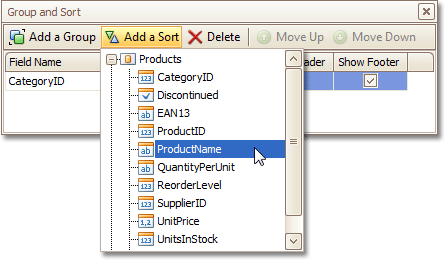 Group and Sort
Add a Group Add a Sort Delete Move Up Move Down
Field Name ader Show Footer
CategoryID
Products
CategoryID
Discontinued
EAN13
ProductID
ProductName
QuantityPerUnit
ReorderLevel
SupplierID
UnitPrice
UnitsInStock